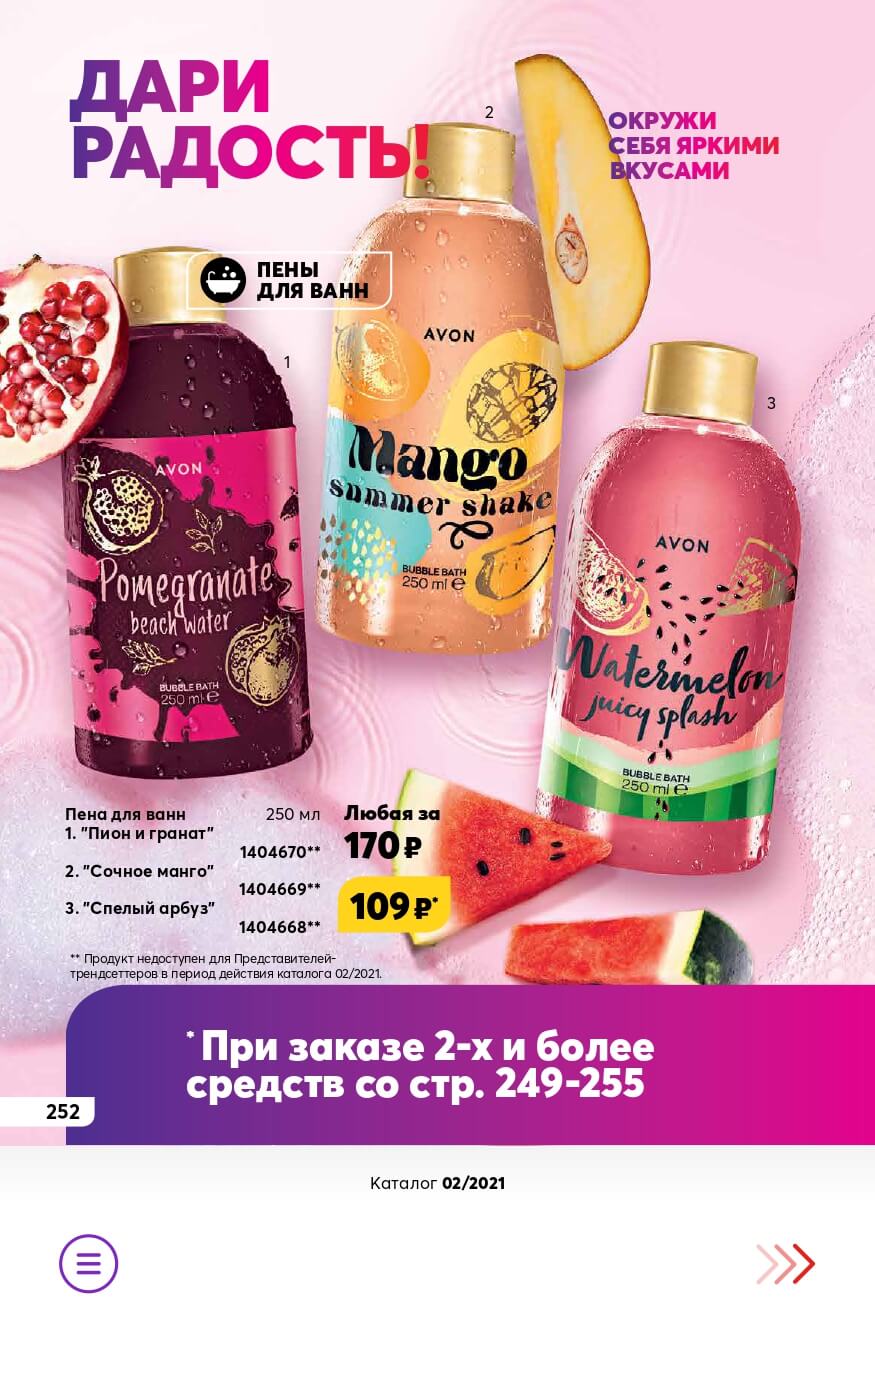 ДАРИ
РАДОСТЬ!
2
ОКРУЖИ
СЕБЯ ЯРКИМИ
ВКУСАМИ
ПЕНЫ
ДЛЯ ВАНН
1
3
AVON
Pomegranate
beach water
BUBBLE BATH
250 ml e
AVON
Mango
summer shake
BUBBLE BATH
250 ml e
AVON
Watermelon
juicy splash
BUBBLE BATH
250 ml e
Пена для ванн 250 мл
1. "Пион и гранат"
1404670**
2. "Сочное манго"
1404669**
3. "Спелый арбуз"
1404668**
Любая за
170 ₽
109 ₽*
** Продукт недоступен для Представителей-
трендсеттеров в период действия каталога 02/2021.
* При заказе 2-х и более
средств со стр. 249-255
252
Каталог 02/2021